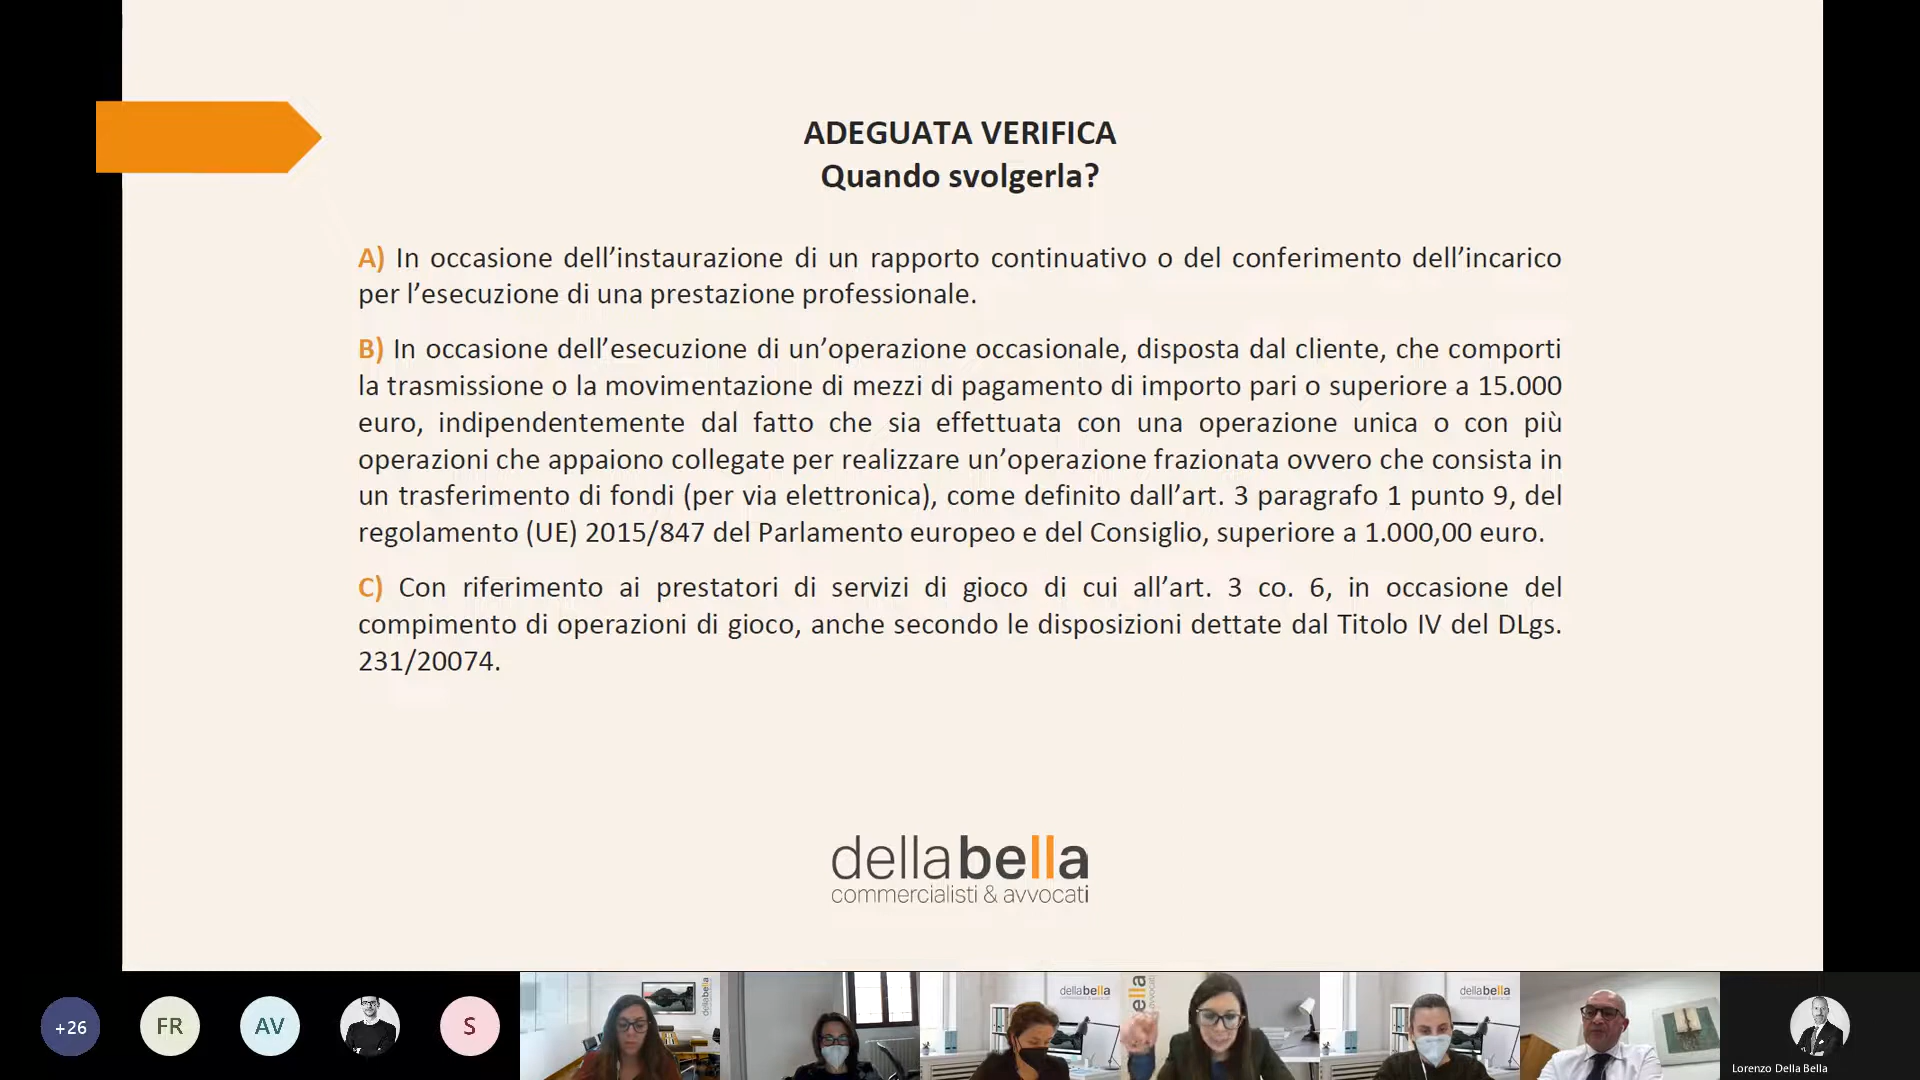 ADEGUATA VERIFICA
Quando svolgerla?
A) In occasione dell’instaurazione di un rapporto continuativo o del conferimento dell’incarico
per l’esecuzione di una prestazione professionale.
B) In occasione dell’esecuzione di un’operazione occasionale, disposta dal cliente, che comporti
la trasmissione o la movimentazione di mezzi di pagamento di importo pari o superiore a 15.000
euro, indipendentemente dal fatto che sia effettuata con una operazione unica o con più
operazioni che appaiono collegate per realizzare un’operazione frazionata ovvero che consista in
un trasferimento di fondi (per via elettronica), come definito dall’art. 3 paragrafo 1 punto 9, del
regolamento (UE) 2015/847 del Parlamento europeo e del Consiglio, superiore a 1.000,00 euro.
C) Con riferimento ai prestatori di servizi di gioco di cui all’art. 3 co. 6, in occasione del
compimento di operazioni di gioco, anche secondo le disposizioni dettate dal Titolo IV del DLgs.
231/20074.
dellabella
commercialisti & avvocati
+26
FR
AV
S
dellabella
dellabella
ella
avvocati
dellabella
Lorenzo Della Bella